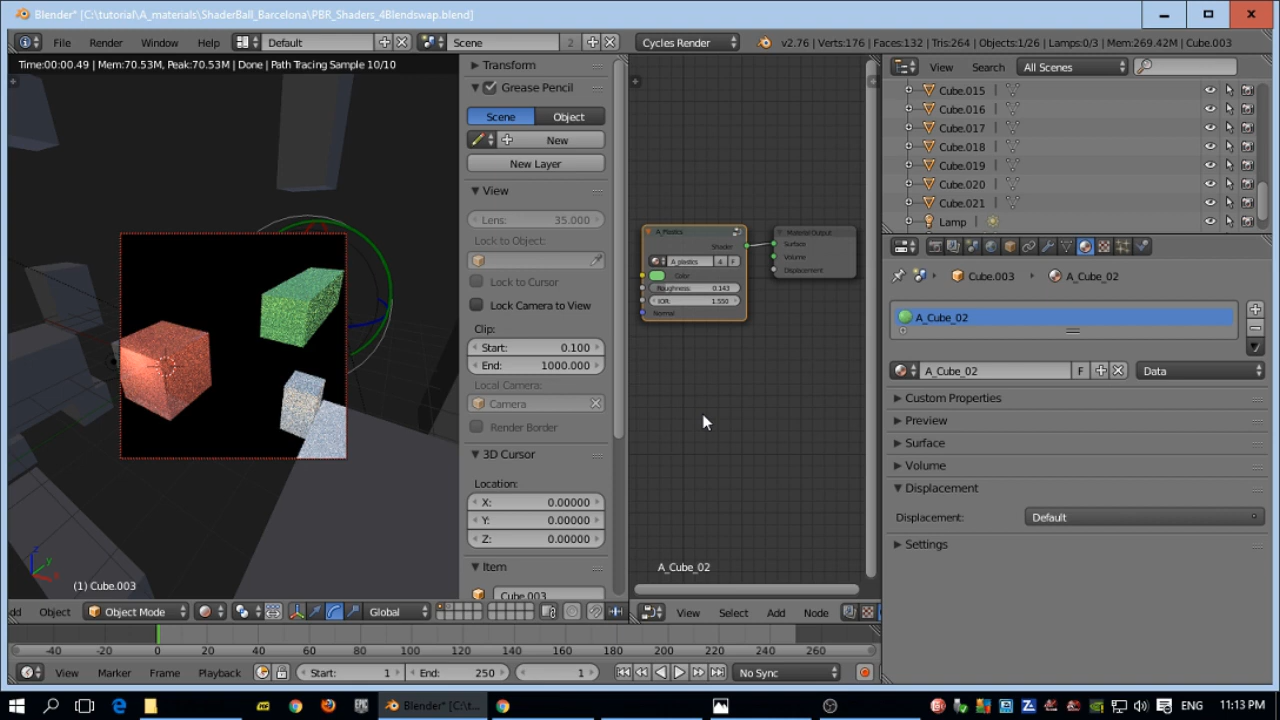 Blender* [C:\tutorial\A_materials\ShaderBall_Barcelona\PBR_Shaders_4Blendswap.blend]
File Render Window Help Default Scene 2 Cycles Render v2.76 | Verts:176 | Faces:132 | Tris:264 | Objects:1/26 | Lamps:0/3 | Mem:269.42M | Cube.003
Time:00:00.49 | Mem:70.53M, Peak:70.53M | Done | Path Tracing Sample 10/10
(1) Cube.003
Transform
Grease Pencil
Scene Object
New
New Layer
View
Lens: 35.000
Lock to Object:
Lock to Cursor
Lock Camera to View
Clip:
Start: 0.100
End: 1000.000
Local Camera:
Camera
Render Border
3D Cursor
Location:
X: 0.00000
Y: 0.00000
Z: 0.00000
Item
Cube.003
A_Plastics
Shader
A_plastics 4 F
Color
Roughness: 0.143
IOR: 1.550
Normal
Material Output
Surface
Volume
Displacement
A_Cube_02
View Search All Scenes
Cube.015
Cube.016
Cube.017
Cube.018
Cube.019
Cube.020
Cube.021
Lamp
Cube.003 A_Cube_02
A_Cube_02
A_Cube_02 F Data
Custom Properties
Preview
Surface
Volume
Displacement
Displacement: Default
Settings
dd Object Object Mode Global
View Select Add Node
-40 -20 0 20 40 60 80 100 120 140 160 180 200 220 240 260
View Marker Frame Playback Start: 1 End: 250 1 No Sync
Blender* [C:\t... ENG 11:13 PM